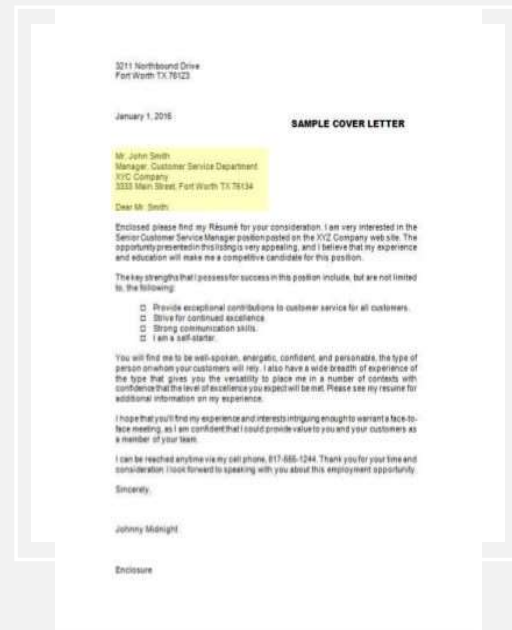 3211 Northbound Drive
Fort Worth TX 76123
January 1, 2016
SAMPLE COVER LETTER
Mr. John Smith
Manager, Customer Service Department
XYC Company
3333 Main Street, Fort Worth TX 76134
Dear Mr. Smith:
Enclosed please find my Résumé for your consideration. I am very interested in the
Senior Customer Service Manager position posted on the XYZ Company web site. The
opportunity presented in this listing is very appealing, and I believe that my experience
and education will make me a competitive candidate for this position.
The key strengths that I possess for success in this position include, but are not limited
to, the following:
Provide exceptional contributions to customer service for all customers.
Strive for continued excellence.
Strong communication skills.
I am a self-starter.
You will find me to be well-spoken, energetic, confident, and personable, the type of
person on whom your customers will rely. I also have a wide breadth of experience of
the type that gives you the versatility to place me in a number of contexts with
confidence that the level of excellence you expect will be met. Please see my resume for
additional information on my experience.
I hope that you'll find my experience and interests intriguing enough to warrant a face-to-
face meeting, as I am confident that I could provide value to you and your customers as
a member of your team.
I can be reached anytime via my cell phone, 817-555-1244. Thank you for your time and
consideration. I look forward to speaking with you about this employment opportunity.
Sincerely,
Johnny Midnight
Enclosure